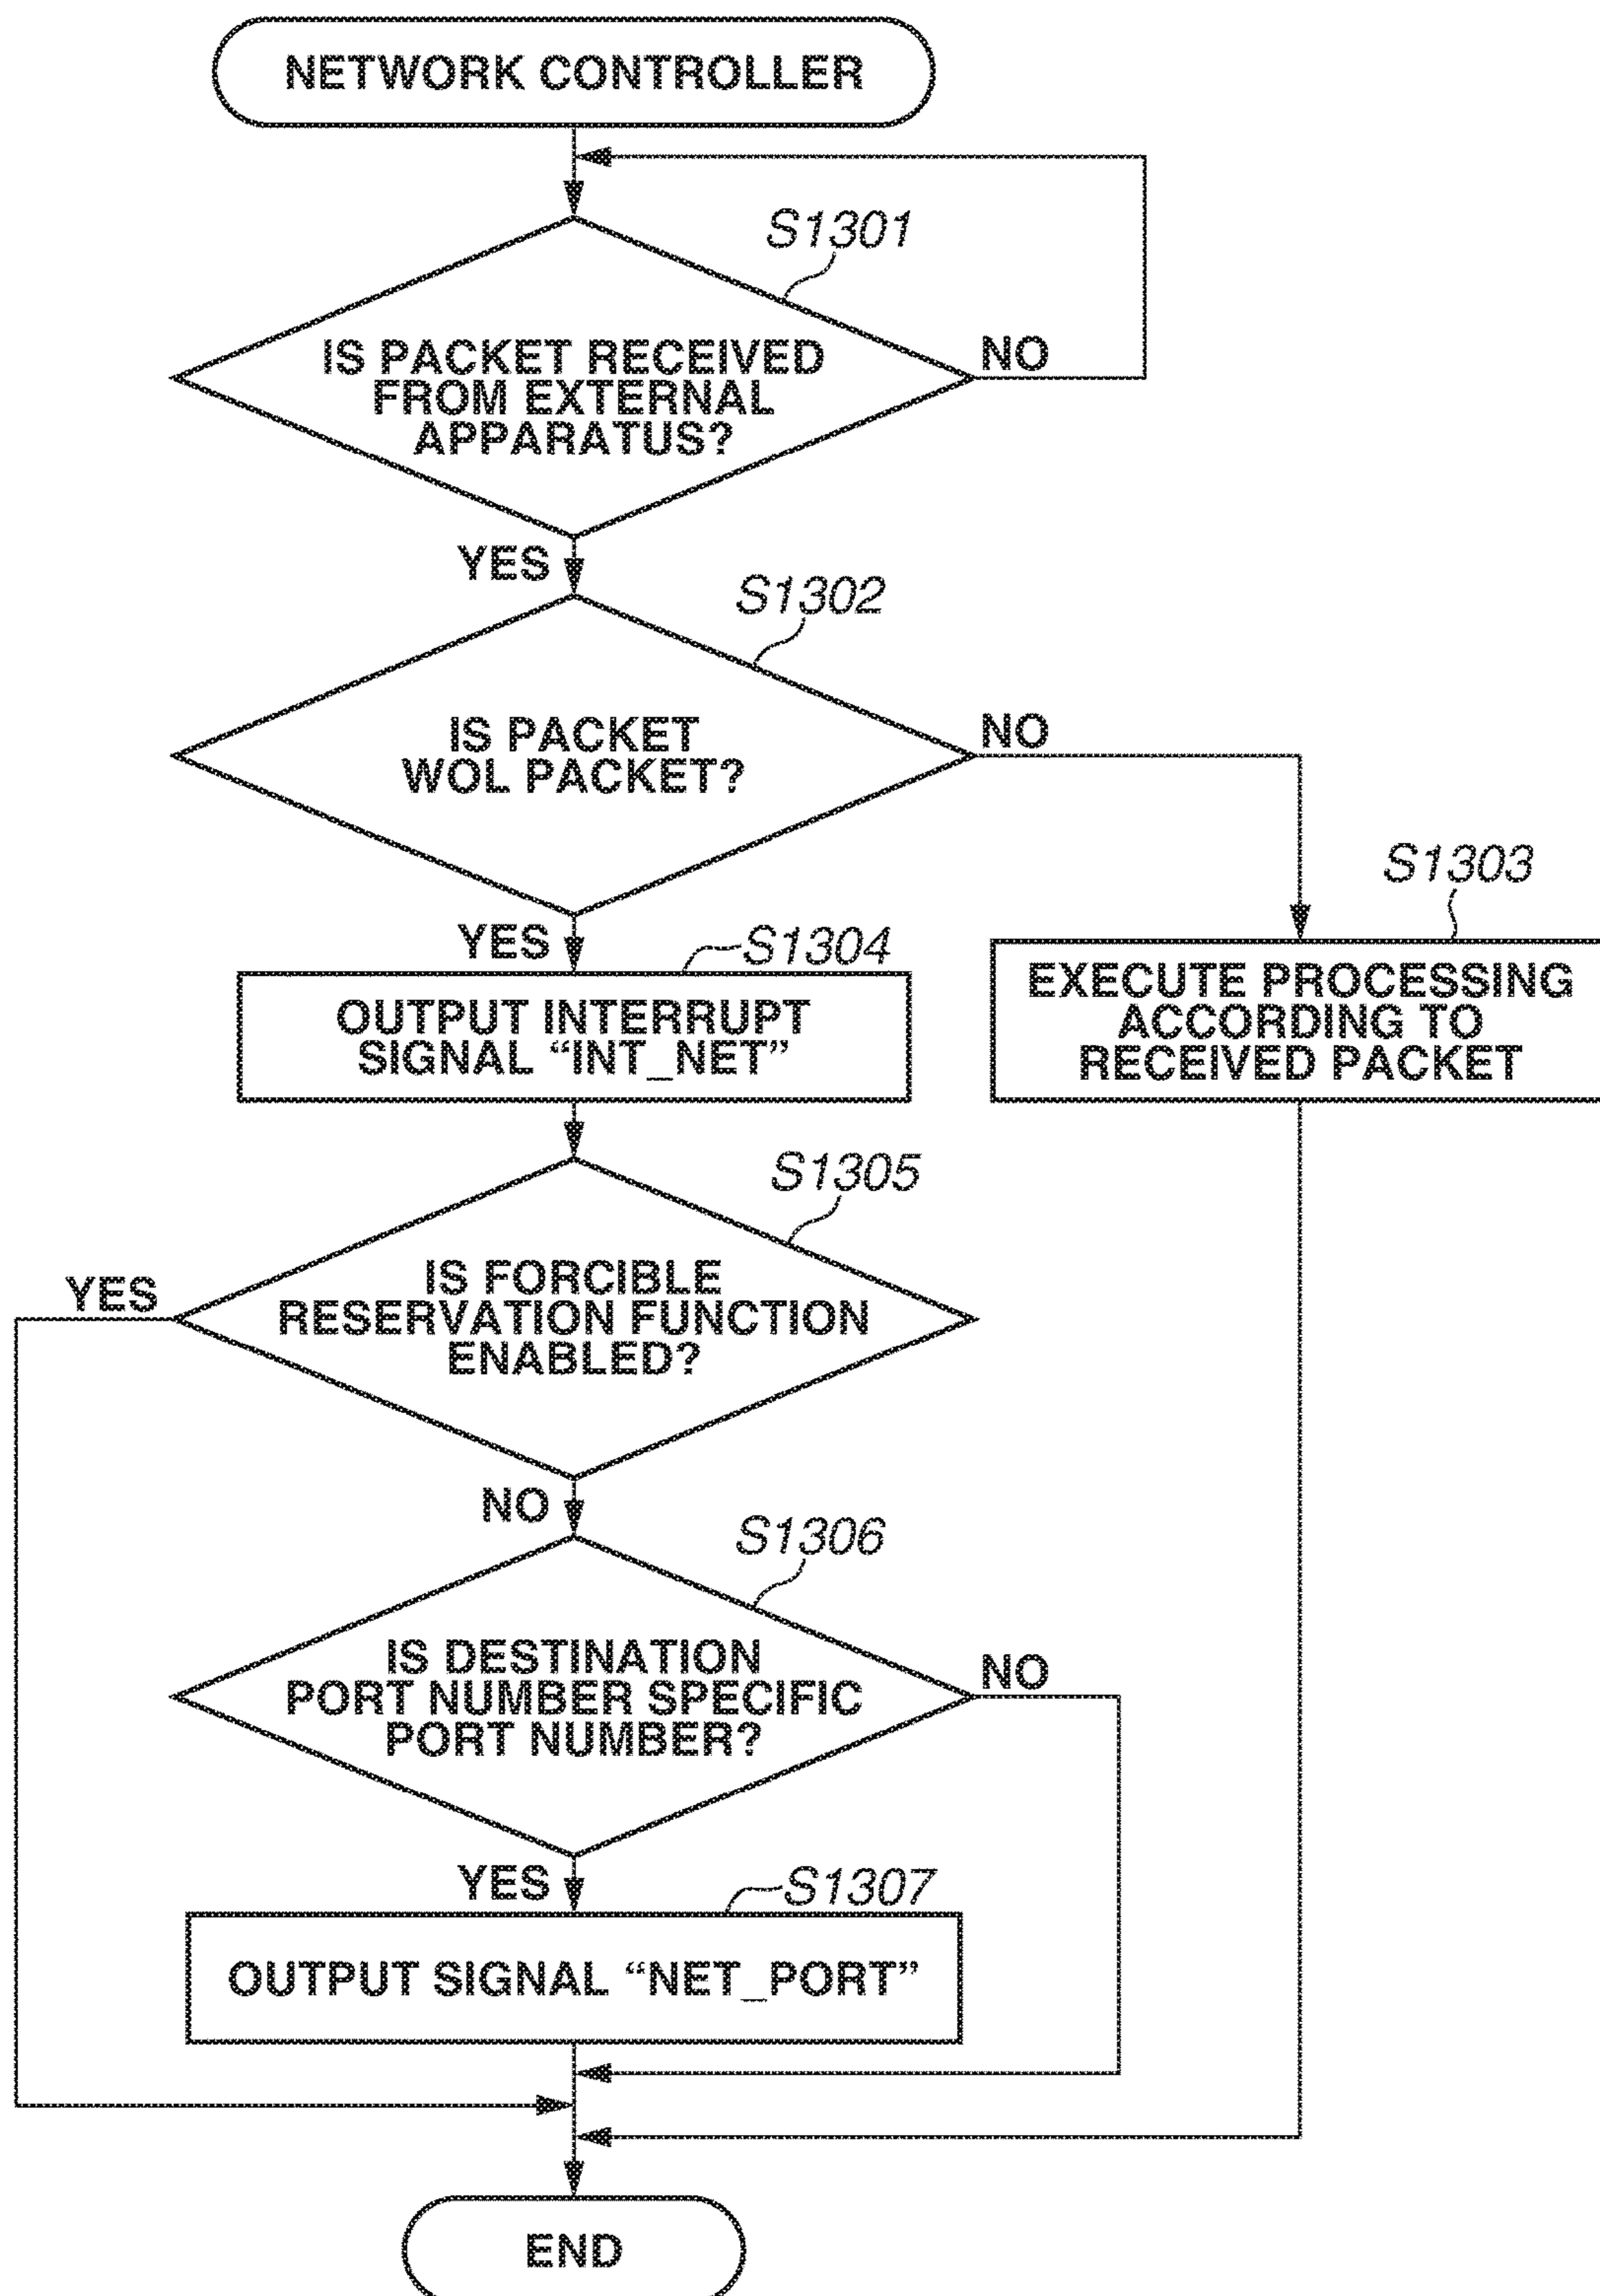 NETWORK CONTROLLER
S1301
IS PACKET RECEIVED
FROM EXTERNAL
APPARATUS?
NO
YES
S1302
IS PACKET
WOL PACKET?
NO
S1303
EXECUTE PROCESSING
ACCORDING TO
RECEIVED PACKET
YES
S1304
OUTPUT INTERRUPT
SIGNAL “INT_NET”
S1305
IS FORCIBLE
RESERVATION FUNCTION
ENABLED?
YES
NO
S1306
IS DESTINATION
PORT NUMBER SPECIFIC
PORT NUMBER?
NO
YES
S1307
OUTPUT SIGNAL “NET_PORT”
END